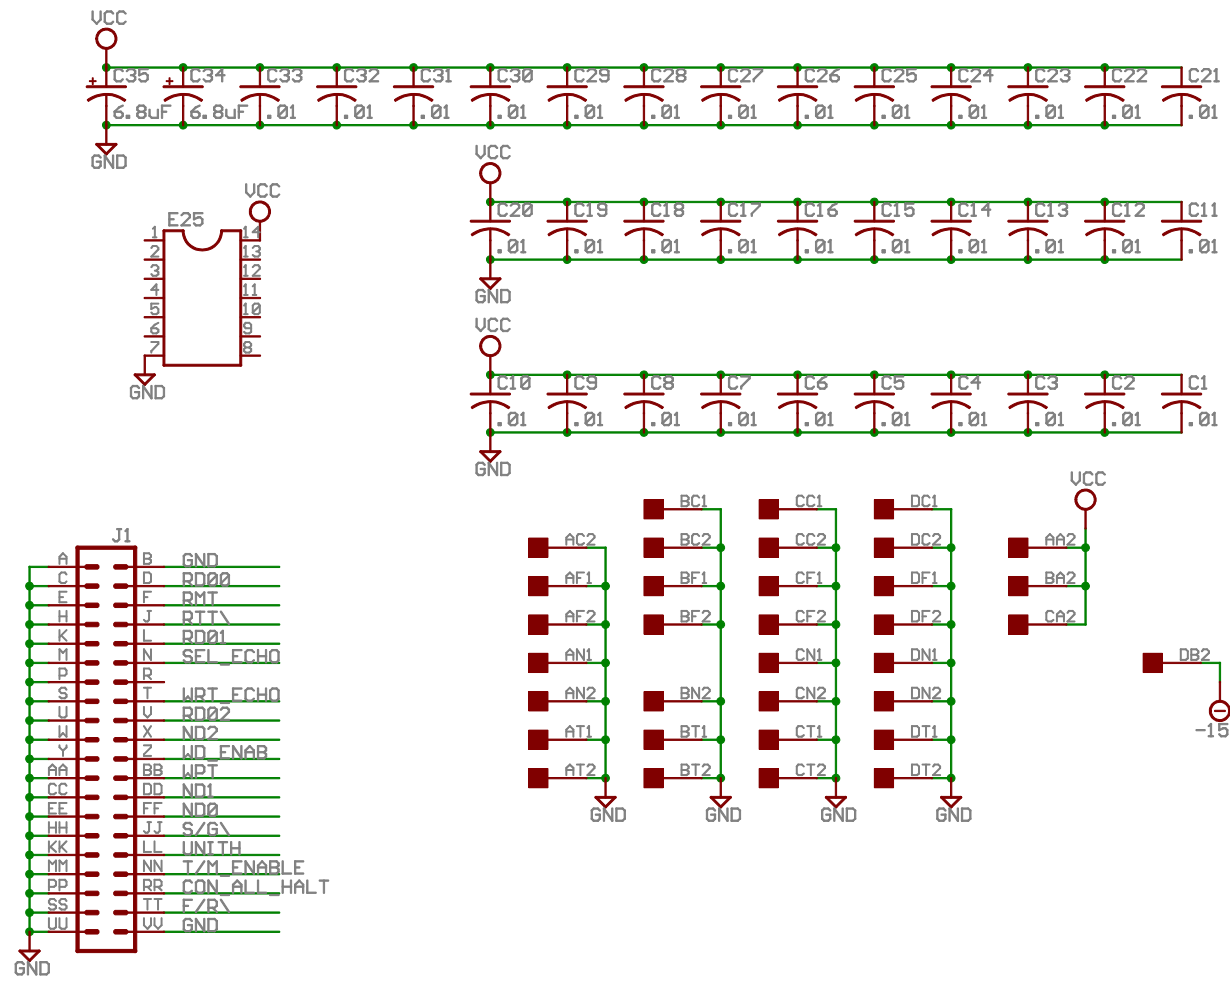 VCC
C35 C34 C33 C32 C31 C30 C29 C28 C27 C26 C25 C24 C23 C22 C21
+ +
6.8uF 6.8uF .01 .01 .01 .01 .01 .01 .01 .01 .01 .01 .01 .01 .01
GND
VCC
C20 C19 C18 C17 C16 C15 C14 C13 C12 C11
.01 .01 .01 .01 .01 .01 .01 .01 .01 .01
GND
VCC
E25
1 14
2 13
3 12
4 11
5 10
6 9
7 8
GND
VCC
C10 C9 C8 C7 C6 C5 C4 C3 C2 C1
.01 .01 .01 .01 .01 .01 .01 .01 .01 .01
GND
J1
A B GND
C D RD00
E F RMT
H J RTT\
K L RD01
M N SEL_ECHO
P R
S T WRT_ECHO
U V RD02
W X ND2
Y Z WD_ENAB
AA BB WPT
CC DD ND1
EE FF ND0
HH JJ S/G\
KK LL UNITH
MM NN T/M_ENABLE
PP RR CON_ALL_HALT
SS TT F/R\
UU VV GND
GND
AC2
AF1
AF2
AN1
AN2
AT1
AT2
GND
BC1
BC2
BF1
BF2
BN2
BT1
BT2
GND
CC1
CC2
CF1
CF2
CN1
CN2
CT1
CT2
GND
DC1
DC2
DF1
DF2
DN1
DN2
DT1
DT2
GND
VCC
AA2
BA2
CA2
DB2
-15